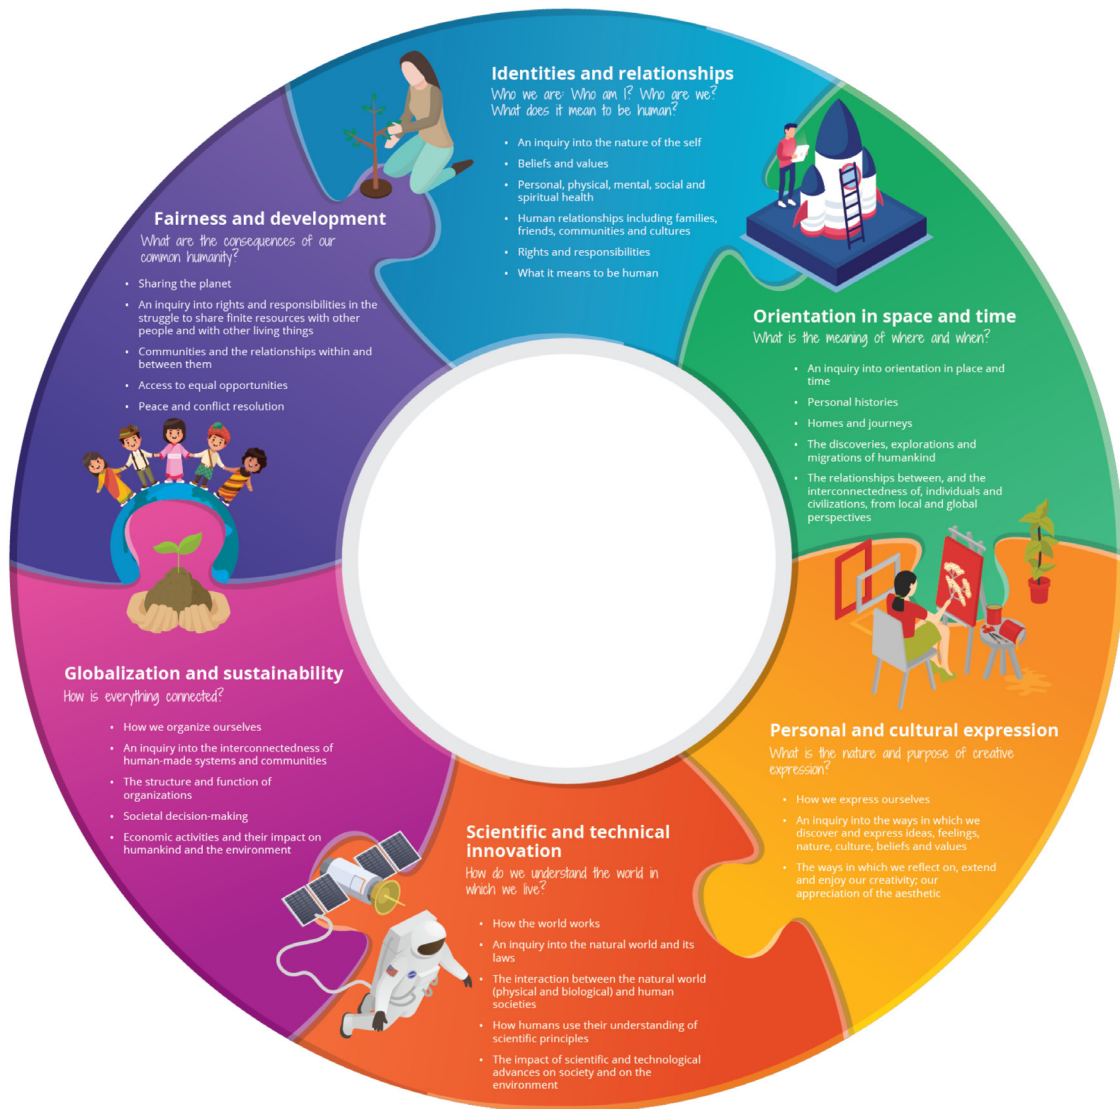 Identities and relationships
Who we are: Who am I? Who are we?
What does it mean to be human?
• An inquiry into the nature of the self
• Beliefs and values
• Personal, physical, mental, social and
spiritual health
• Human relationships including families,
friends, communities and cultures
• Rights and responsibilities
• What it means to be human
Orientation in space and time
What is the meaning of where and when?
• An inquiry into orientation in place and
time
• Personal histories
• Homes and journeys
• The discoveries, explorations and
migrations of humankind
• The relationships between, and the
interconnectedness of, individuals and
civilizations, from local and global
perspectives
Personal and cultural expression
What is the nature and purpose of creative
expression?
• How we express ourselves
• An inquiry into the ways in which we
discover and express ideas, feelings,
nature, culture, beliefs and values
• The ways in which we reflect on, extend
and enjoy our creativity; our
appreciation of the aesthetic
Scientific and technical
innovation
How do we understand the world in
which we live?
• How the world works
• An inquiry into the natural world and its
laws
• The interaction between the natural world
(physical and biological) and human
societies
• How humans use their understanding of
scientific principles
• The impact of scientific and technological
advances on society and on the
environment
Globalization and sustainability
How is everything connected?
• How we organize ourselves
• An inquiry into the interconnectedness of
human-made systems and communities
• The structure and function of
organizations
• Societal decision-making
• Economic activities and their impact on
humankind and the environment
Fairness and development
What are the consequences of our
common humanity?
• Sharing the planet
• An inquiry into rights and responsibilities in the
struggle to share finite resources with other
people and with other living things
• Communities and the relationships within and
between them
• Access to equal opportunities
• Peace and conflict resolution